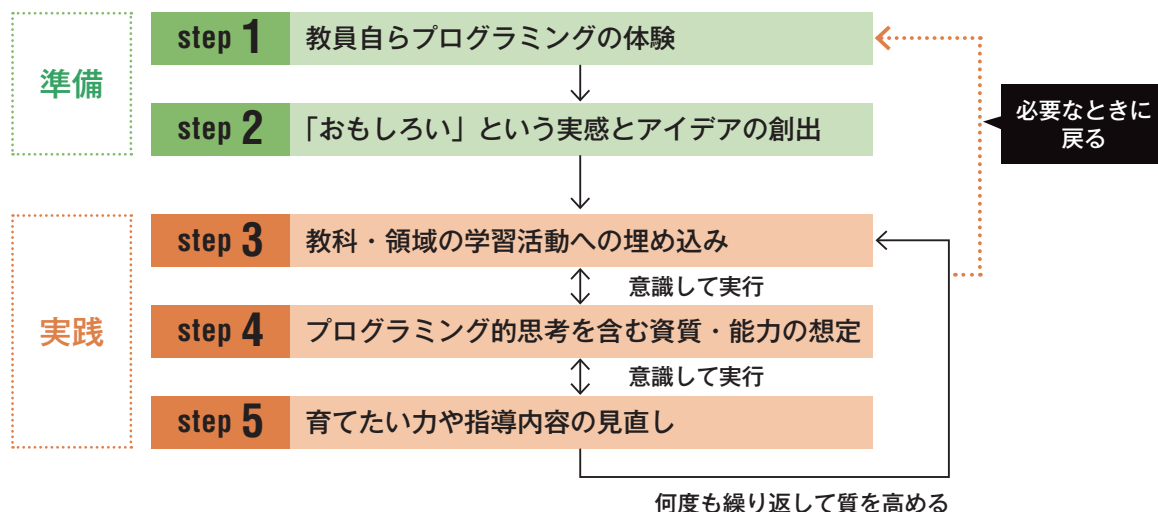 準備
step 1 教員自らプログラミングの体験
step 2 「おもしろい」という実感とアイデアの創出
必要なときに
戻る
実践
step 3 教科・領域の学習活動への埋め込み
意識して実行
step 4 プログラミング的思考を含む資質・能力の想定
意識して実行
step 5 育てたい力や指導内容の見直し
何度も繰り返して質を高める